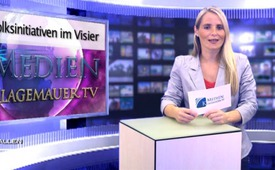 olksinitiativen im Visier
MEDIEN
LAGEMAUER.TV